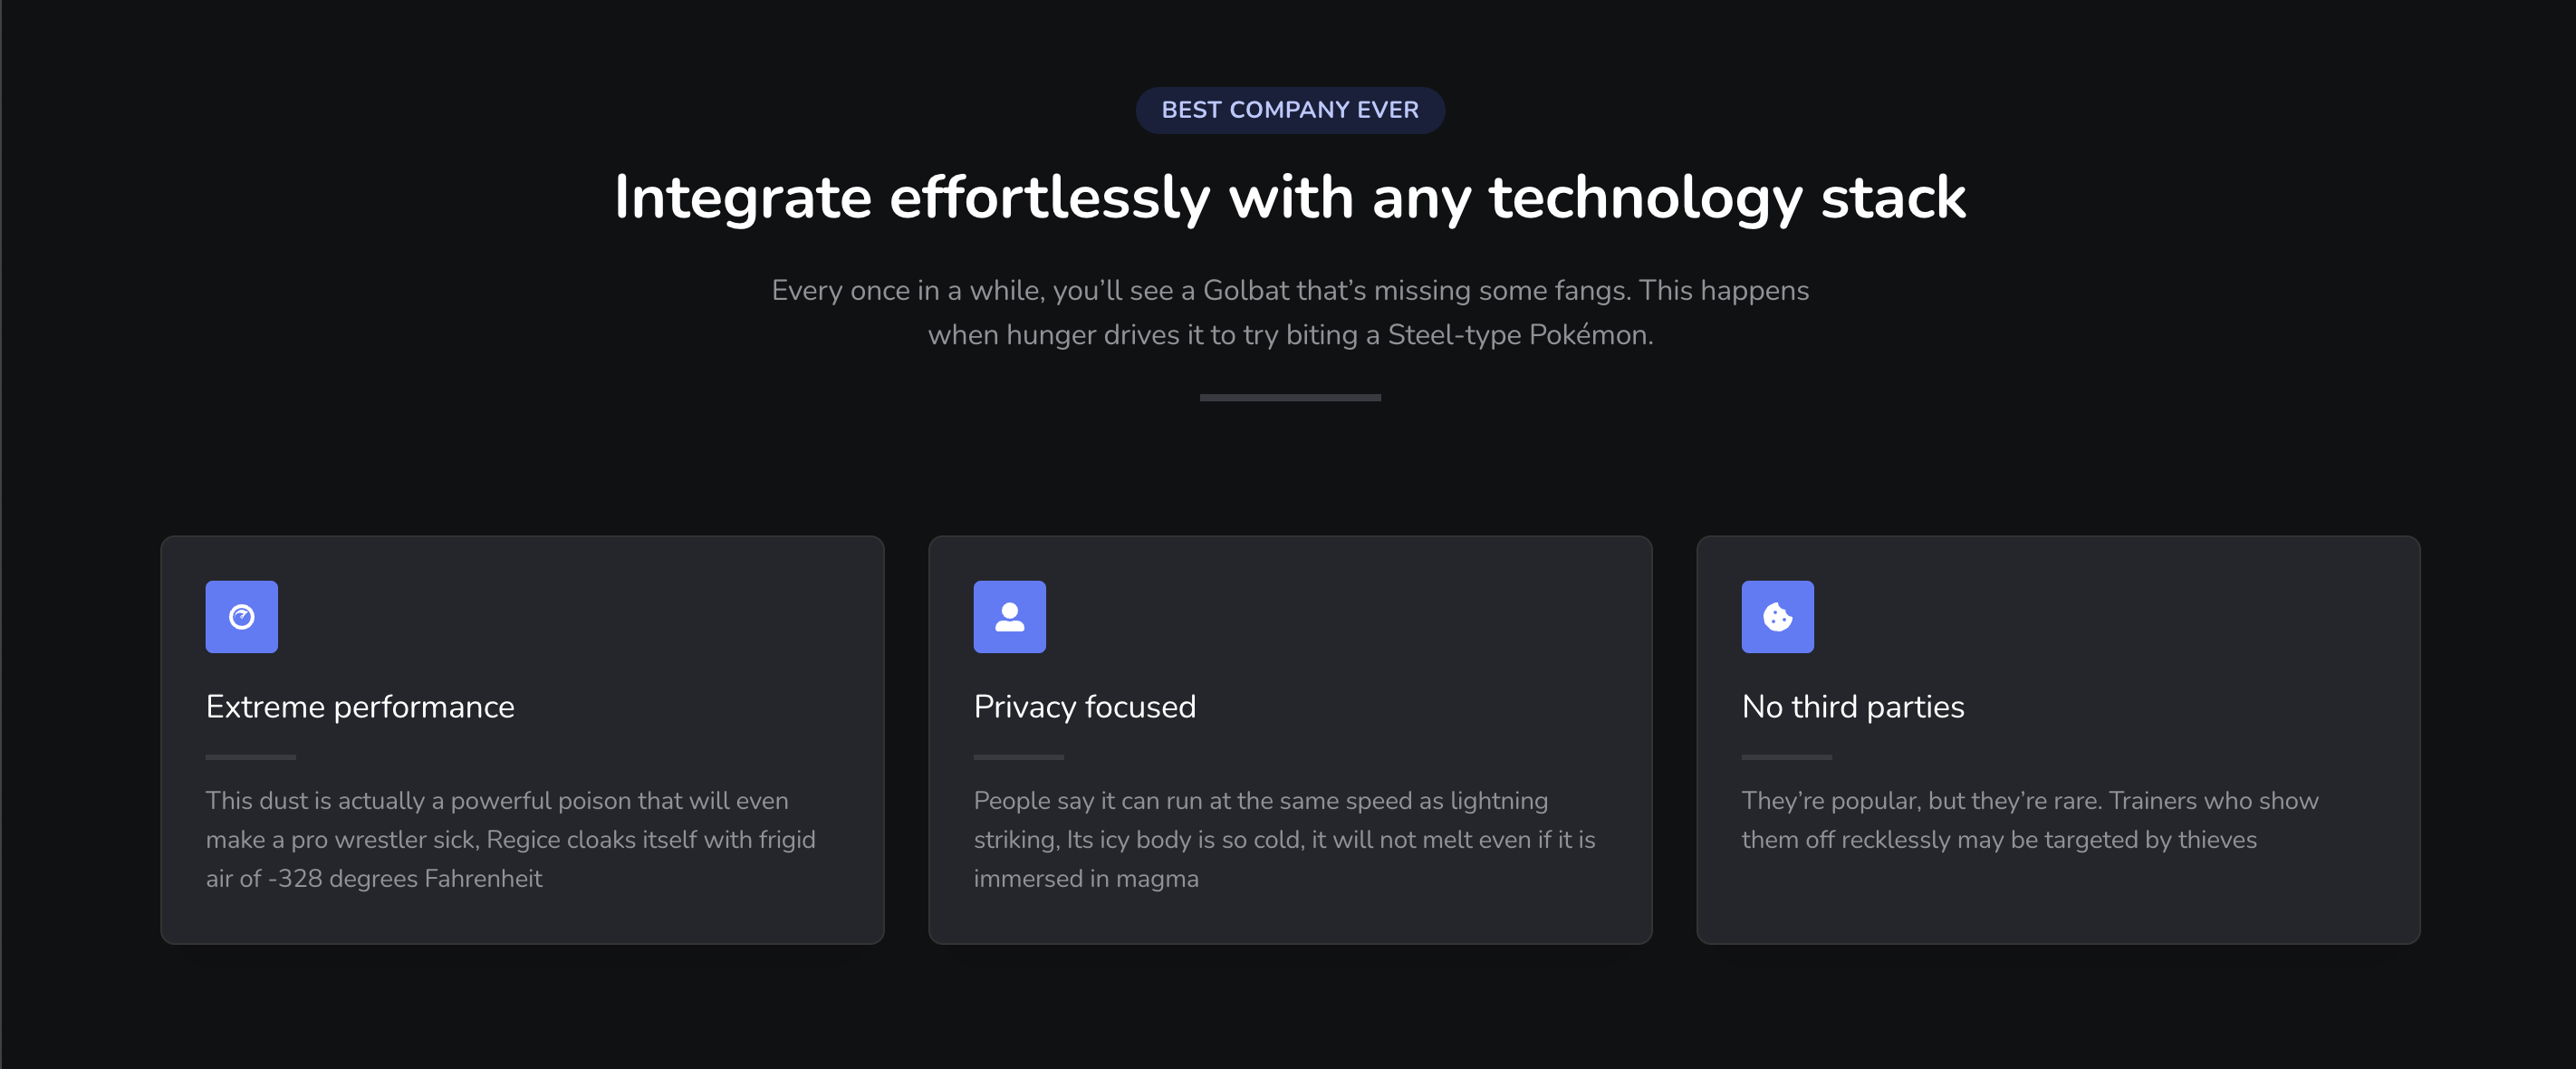 BEST COMPANY EVER
Integrate effortlessly with any technology stack
Every once in a while, you’ll see a Golbat that’s missing some fangs. This happens
when hunger drives it to try biting a Steel-type Pokémon.
Extreme performance
This dust is actually a powerful poison that will even
make a pro wrestler sick, Regice cloaks itself with frigid
air of -328 degrees Fahrenheit
Privacy focused
People say it can run at the same speed as lightning
striking, Its icy body is so cold, it will not melt even if it is
immersed in magma
No third parties
They’re popular, but they’re rare. Trainers who show
them off recklessly may be targeted by thieves